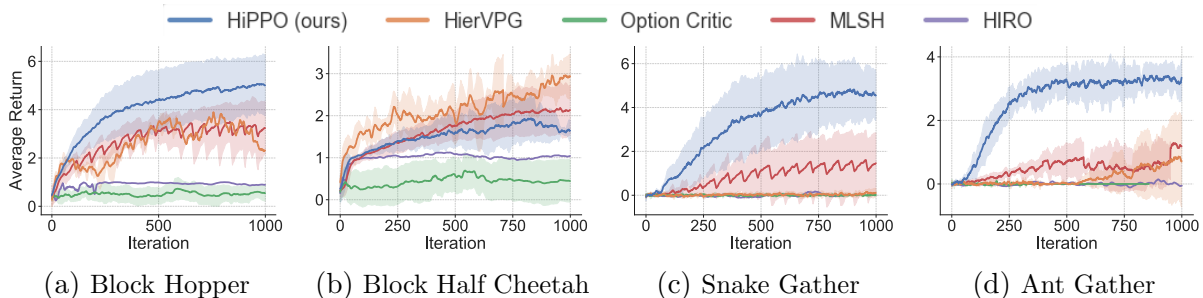 HiPPO (ours) HierVPG Option Critic MLSH HIRO
Average Return
6
4
2
0
0 500 1000
Iteration
3
2
1
0
0 250 500 750 1000
Iteration
6
4
2
0
0 250 500 750 1000
Iteration
4
2
0
0 250 500 750 1000
Iteration
(a) Block Hopper (b) Block Half Cheetah (c) Snake Gather (d) Ant Gather